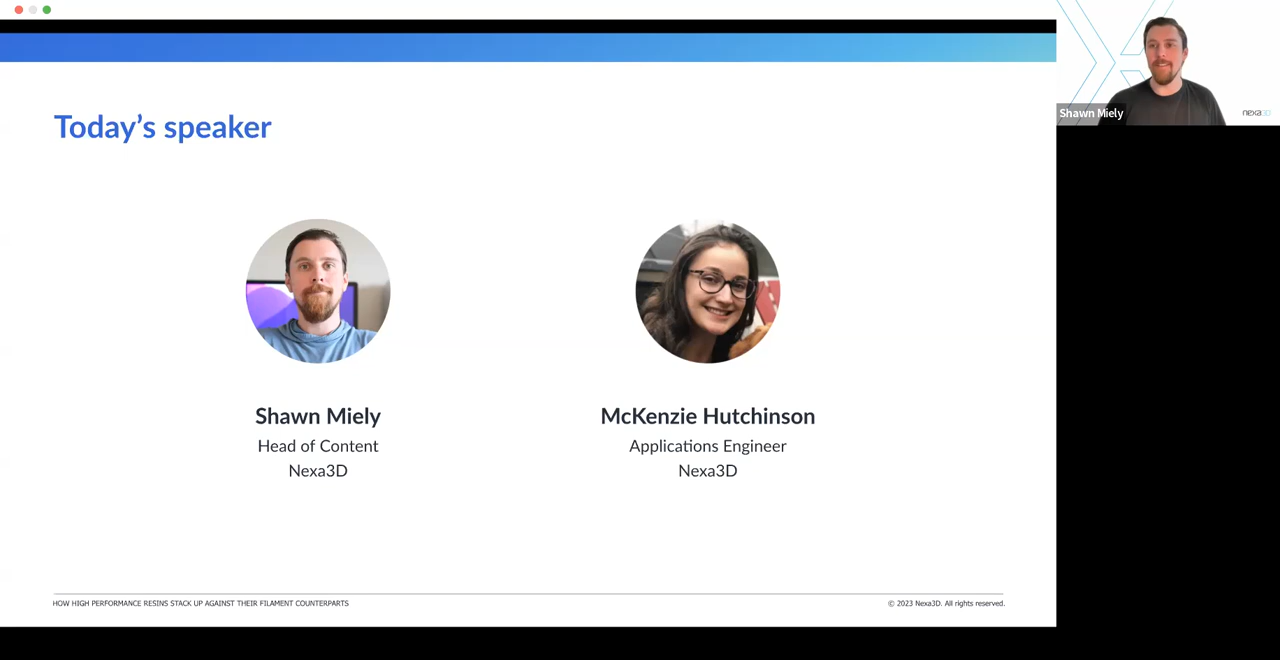 Today's speaker
Shawn Miely
Head of Content
Nexa3D
McKenzie Hutchinson
Applications Engineer
Nexa3D
HOW HIGH PERFORMANCE RESINS STACK UP AGAINST THEIR FILAMENT COUNTERPARTS
© 2023 Nexa3D. All rights reserved.
Shawn Miely
nexa3D